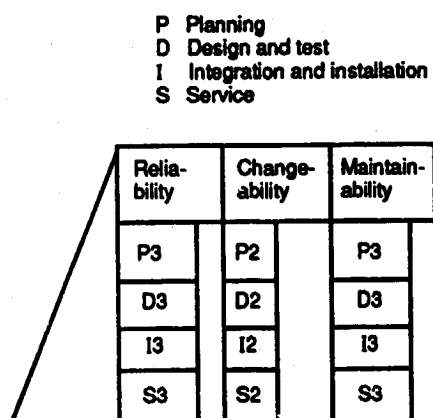 P Planning
D Design and test
I Integration and installation
S Service
Relia- Change- Maintain-
bility ability ability
P3 P2 P3
D3 D2 D3
I3 I2 I3
S3 S2 S3